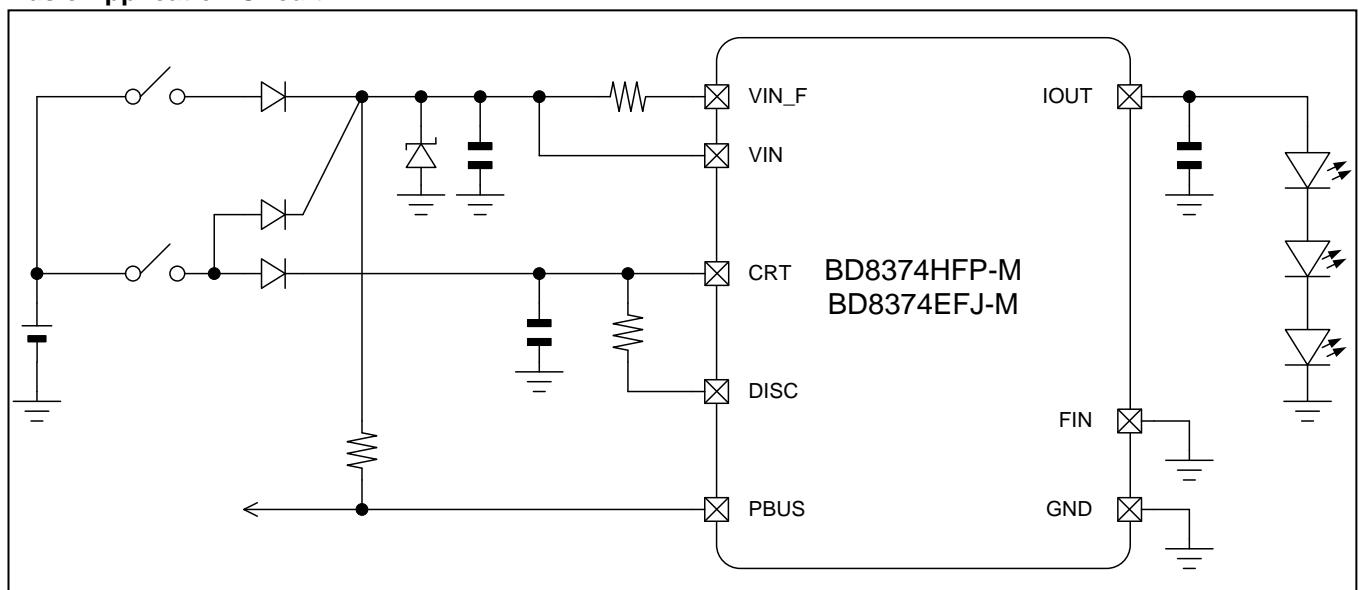 VIN_F
IOUT
VIN
CRT
BD8374HFP-M
BD8374EFJ-M
DISC
FIN
PBUS
GND